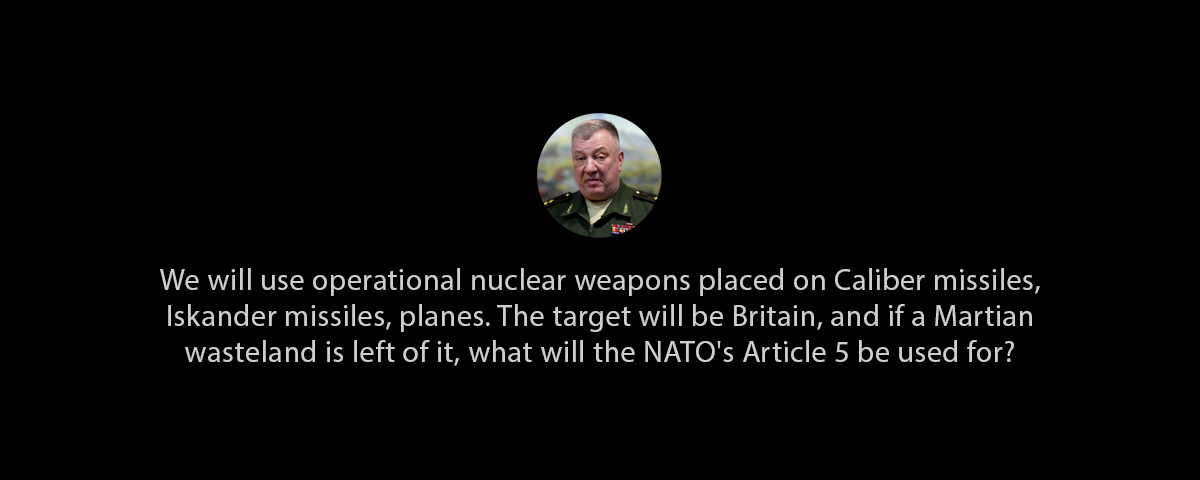 We will use operational nuclear weapons placed on Caliber missiles,
Iskander missiles, planes. The target will be Britain, and if a Martian
wasteland is left of it, what will the NATO's Article 5 be used for?